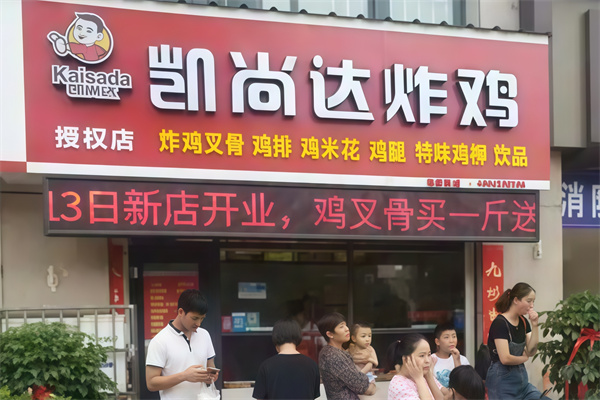 Kaisada
凯尚达炸鸡
授权店
炸鸡叉骨 鸡排 鸡米花 鸡腿 特味鸡柳 饮品
13日新店开业，鸡叉骨买一斤送
消
九